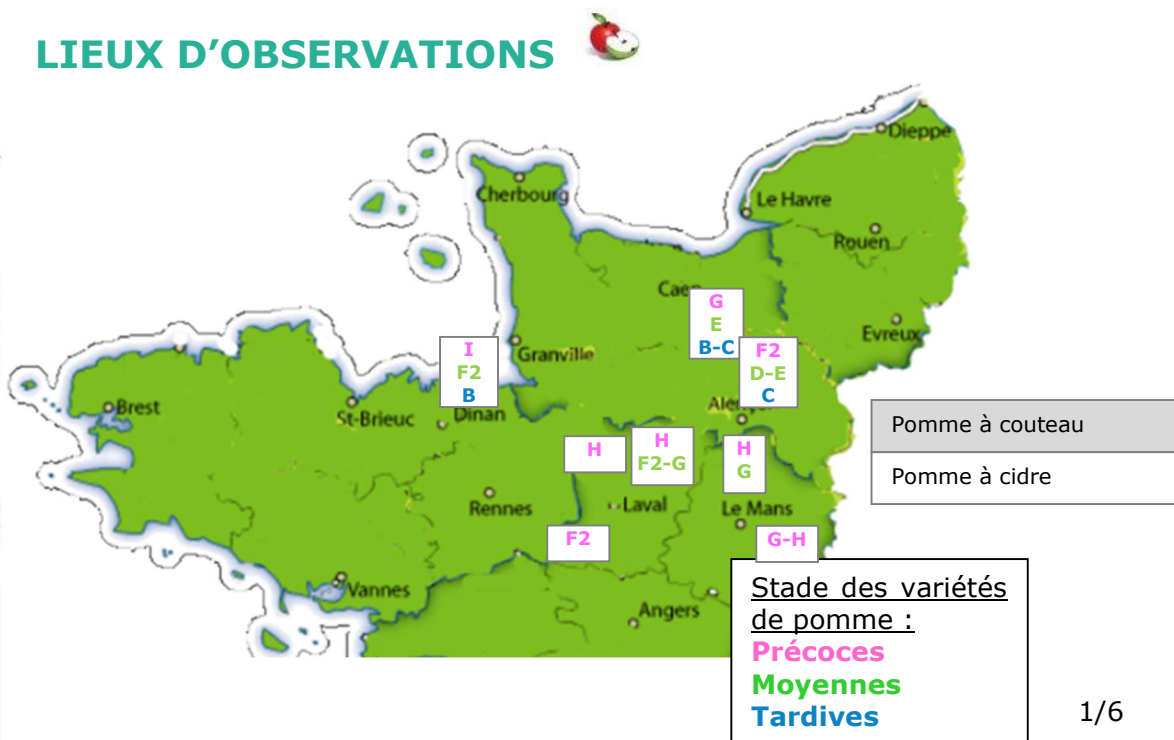 LIEUX D’OBSERVATIONS
Dieppe
Cherbourg
Le Havre
Rouen
Caen
G
E
B-C
Evreux
I
F2
B
Granville
F2
D-E
C
Brest
St-Brieuc
Dinan
Alençon
Pomme à couteau
H
H
F2-G
H
G
Pomme à cidre
Rennes
Laval
Le Mans
F2
G-H
Vannes
Angers
Stade des variétés
de pomme :
Précoces
Moyennes
Tardives
1/6